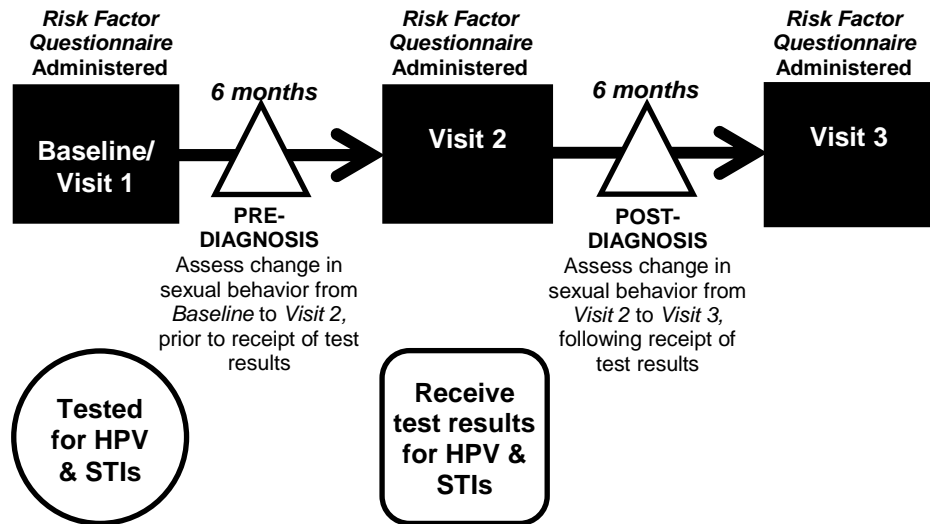 Risk Factor
Questionnaire
Administered
Risk Factor
Questionnaire
Administered
Risk Factor
Questionnaire
Administered
6 months
6 months
Baseline/
Visit 1
Visit 2
Visit 3
PRE-
DIAGNOSIS
Assess change in
sexual behavior from
Baseline to Visit 2,
prior to receipt of test
results
POST-
DIAGNOSIS
Assess change in
sexual behavior from
Visit 2 to Visit 3,
following receipt of
test results
Tested
for HPV
& STIs
Receive
test results
for HPV &
STIs